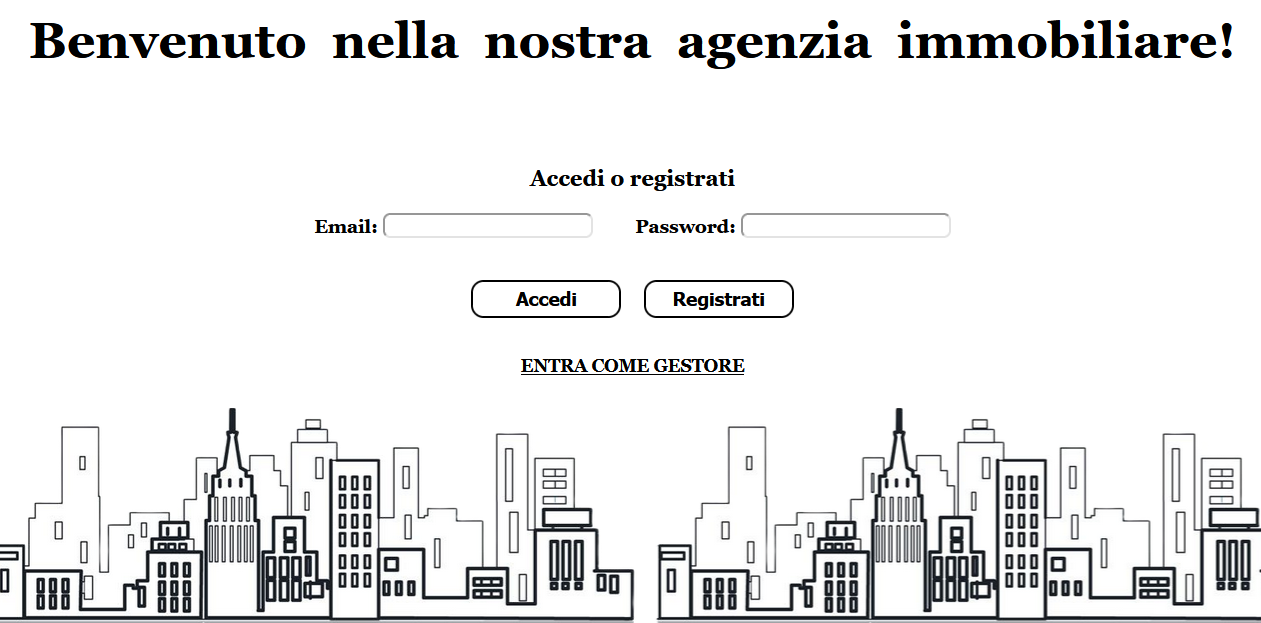 Benvenuto nella nostra agenzia immobiliare!
Accedi o registrati
Email: Password:
Accedi Registrati
ENTRA COME GESTORE